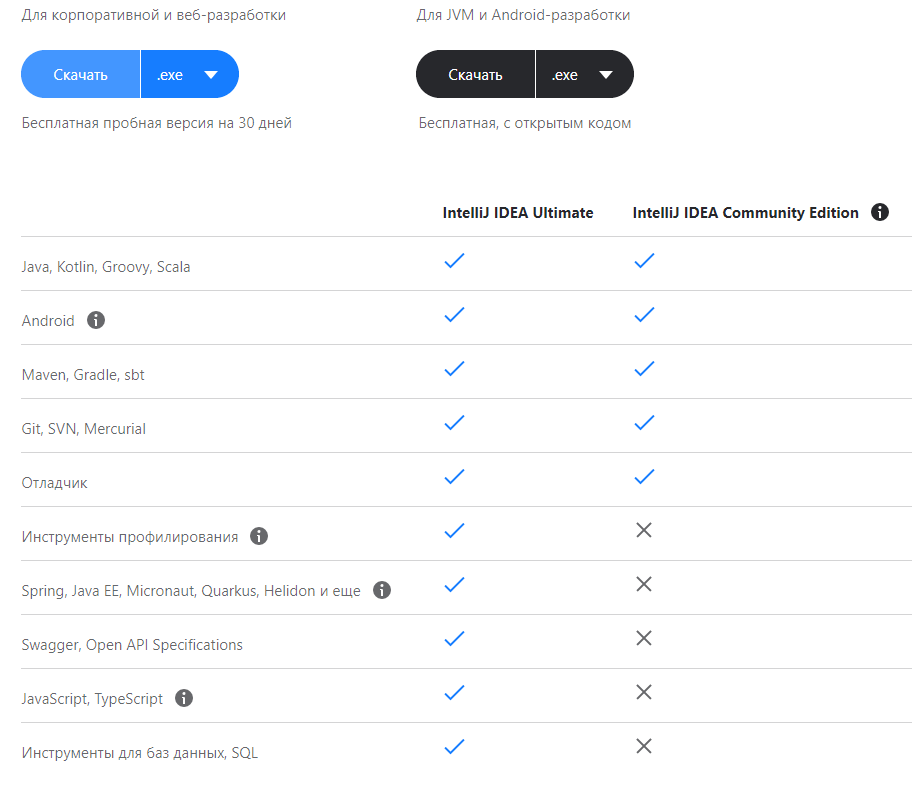 Для корпоративной и веб-разработки
Для JVM и Android-разработки
Скачать .exe
Скачать .exe
Бесплатная пробная версия на 30 дней
Бесплатная, с открытым кодом
IntelliJ IDEA Ultimate
IntelliJ IDEA Community Edition
Java, Kotlin, Groovy, Scala
Android
Maven, Gradle, sbt
Git, SVN, Mercurial
Отладчик
Инструменты профилирования
Spring, Java EE, Micronaut, Quarkus, Helidon и еще
Swagger, Open API Specifications
JavaScript, TypeScript
Инструменты для баз данных, SQL